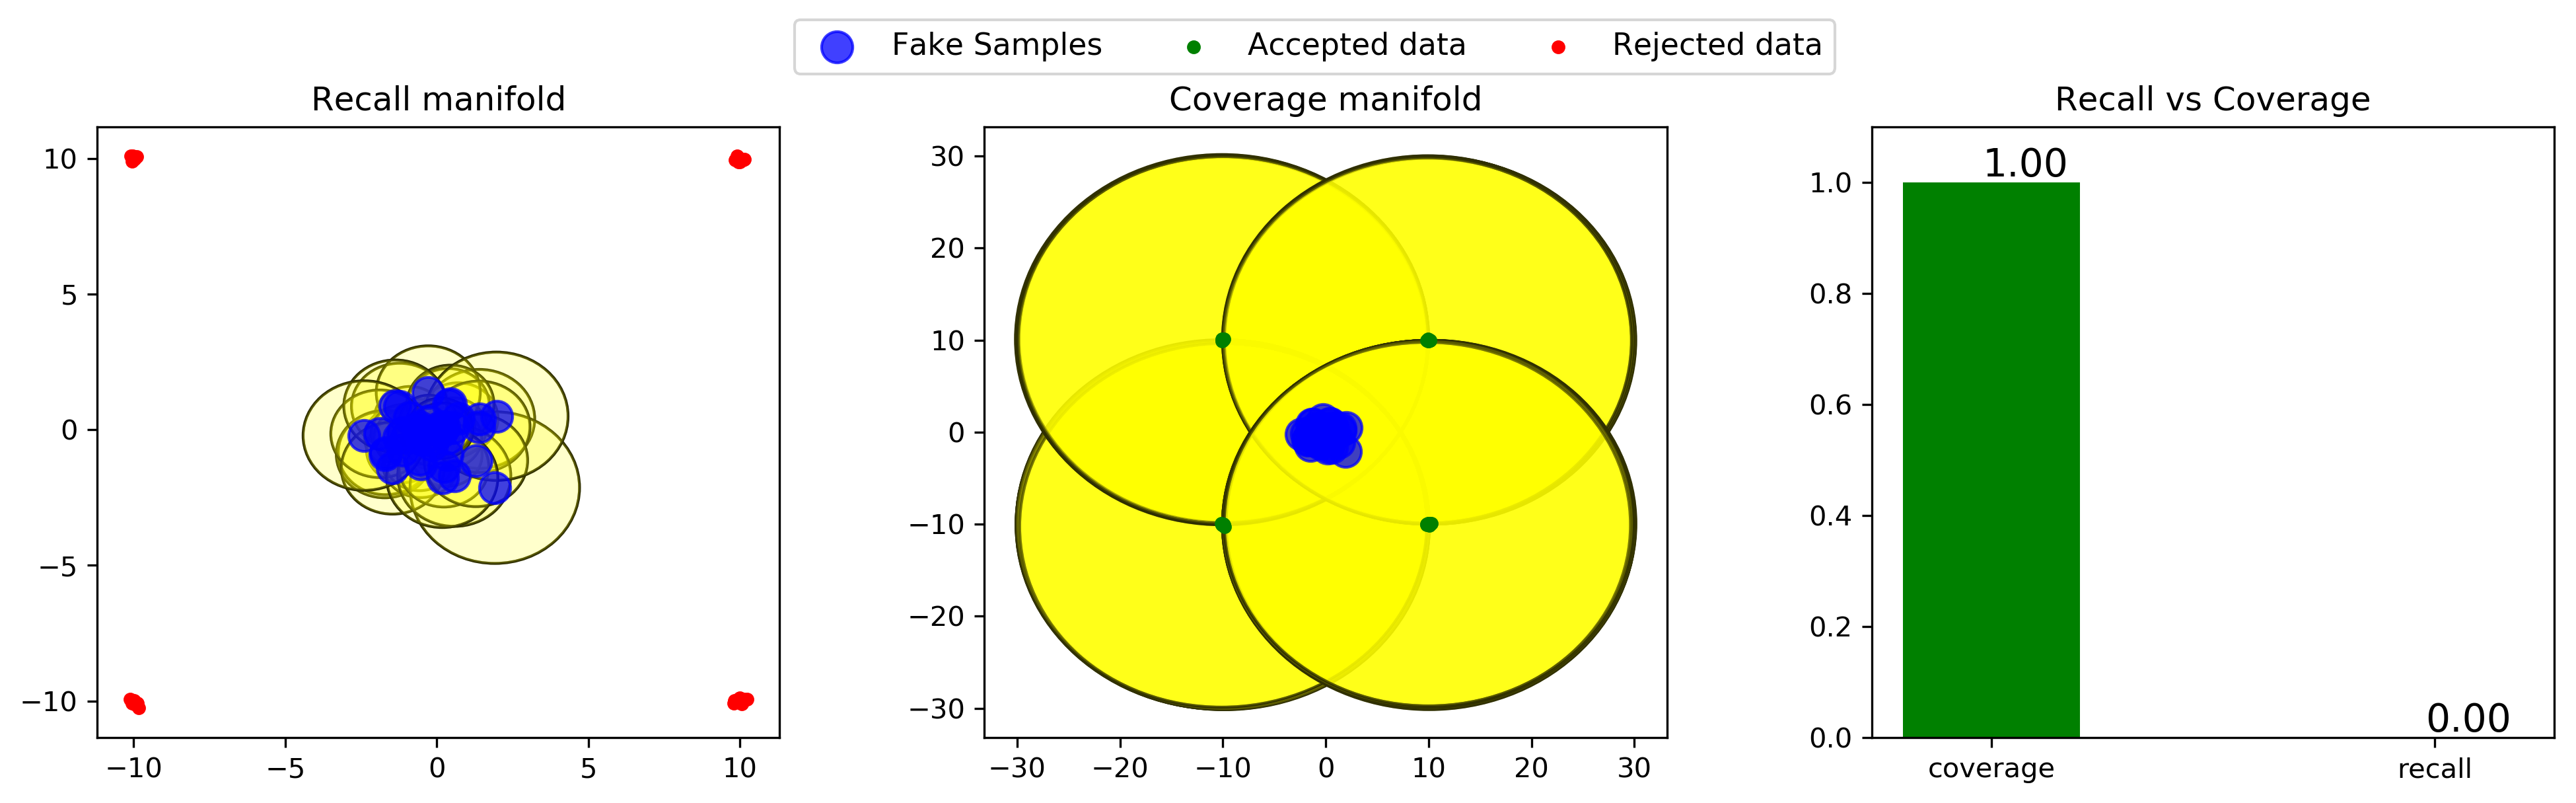 Fake Samples Accepted data Rejected data
Recall manifold
10
5
0
−5
−10
−10 −5 0 5 10
Coverage manifold
30
20
10
0
−10
−20
−30
−30 −20 −10 0 10 20 30
Recall vs Coverage
1.0
0.8
0.6
0.4
0.2
0.0
1.00
0.00
coverage recall